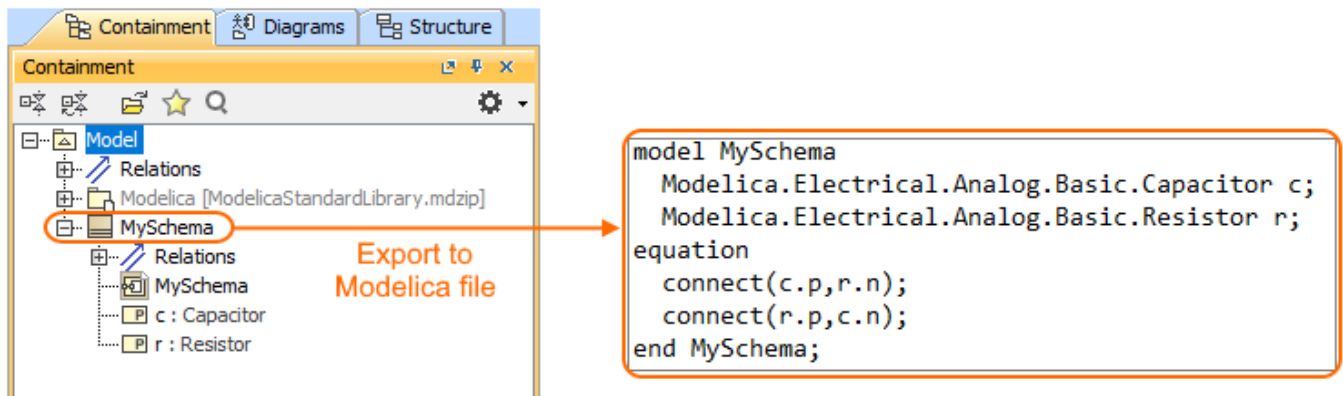 Containment Diagrams Structure
Containment
Model
Relations
Modelica [ModelicaStandardLibrary.mdzip]
MySchema
Relations
MySchema
P c : Capacitor
P r : Resistor
Export to
Modelica file
model MySchema
  Modelica.Electrical.Analog.Basic.Capacitor c;
  Modelica.Electrical.Analog.Basic.Resistor r;
equation
  connect(c.p,r.n);
  connect(r.p,c.n);
end MySchema;